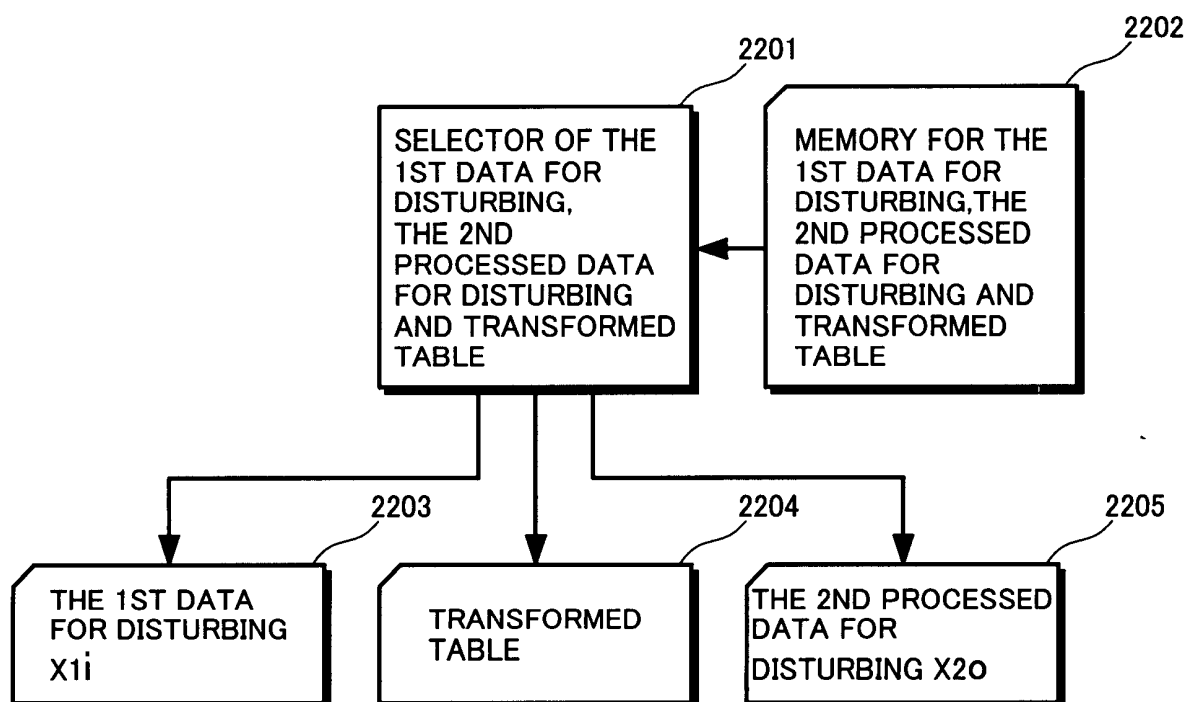 2201
2202
SELECTOR OF THE
1ST DATA FOR
DISTURBING,
THE 2ND
PROCESSED DATA
FOR DISTURBING
AND TRANSFORMED
TABLE
MEMORY FOR THE
1ST DATA FOR
DISTURBING,THE
2ND PROCESSED
DATA FOR
DISTURBING AND
TRANSFORMED
TABLE
2203
2204
2205
THE 1ST DATA
FOR DISTURBING
X1i
TRANSFORMED
TABLE
THE 2ND PROCESSED
DATA FOR
DISTURBING X2o